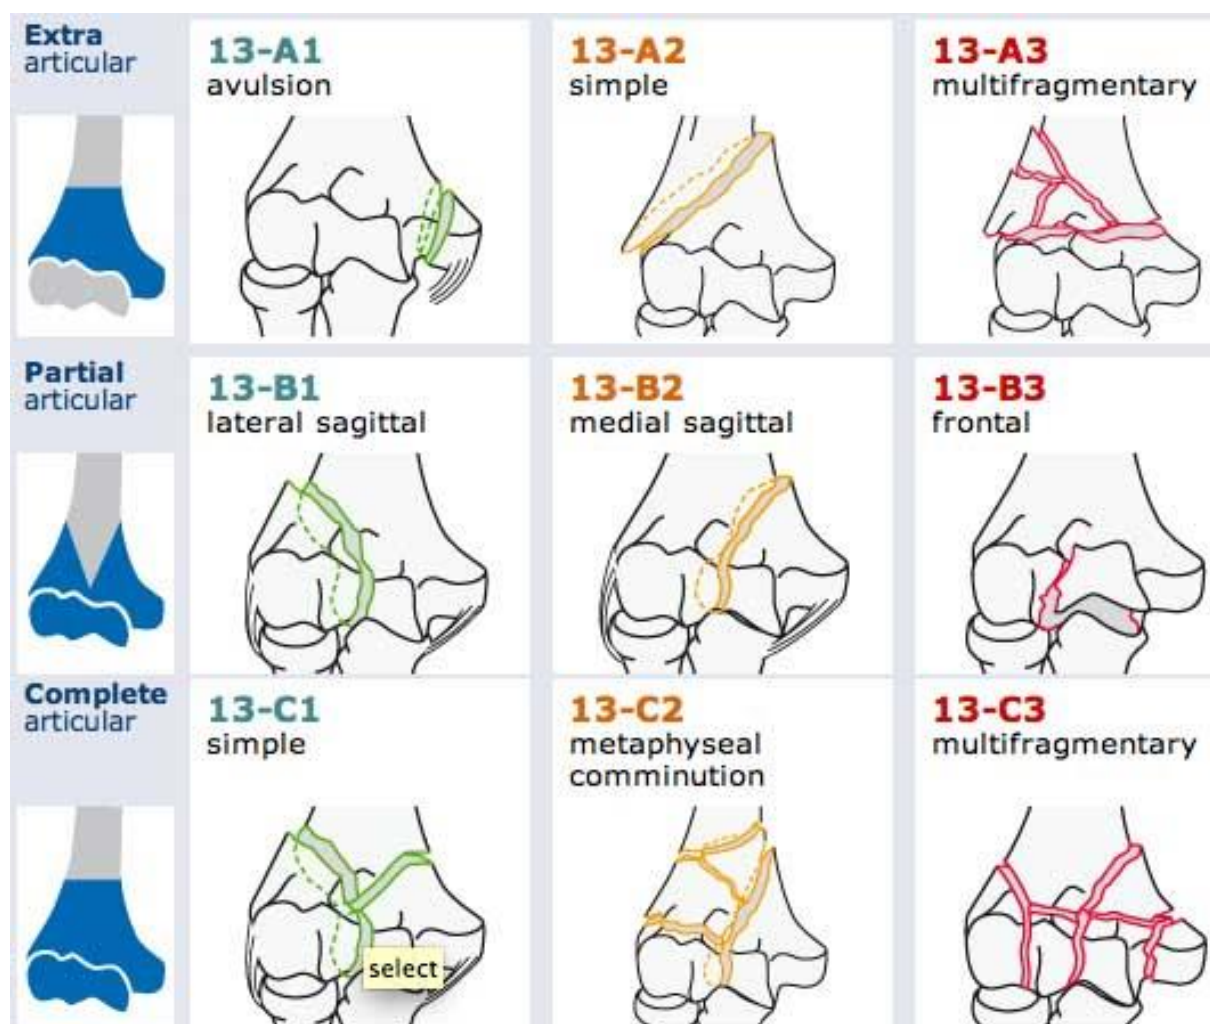 Extra
articular
13-A1
avulsion
13-A2
simple
13-A3
multifragmentary
Partial
articular
13-B1
lateral sagittal
13-B2
medial sagittal
13-B3
frontal
Complete
articular
13-C1
simple
13-C2
metaphyseal
comminution
13-C3
multifragmentary
select